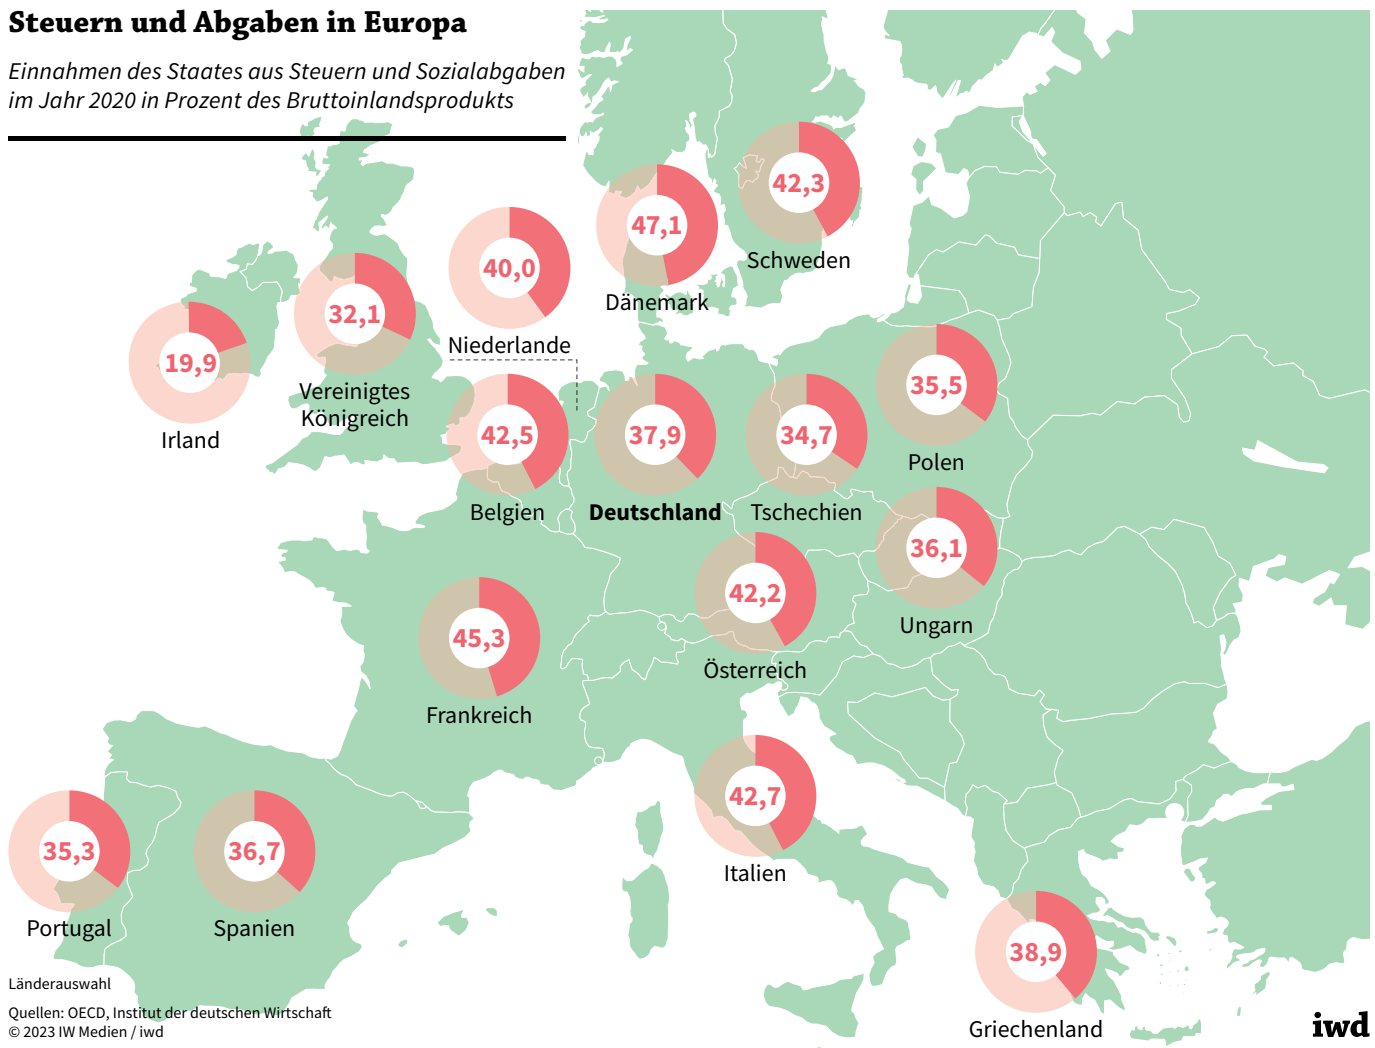 Steuern und Abgaben in Europa
Einnahmen des Staates aus Steuern und Sozialabgaben
im Jahr 2020 in Prozent des Bruttoinlandsprodukts
42,3
Schweden
47,1
Dänemark
40,0
Niederlande
32,1
Vereinigtes
Königreich
19,9
Irland
42,5
Belgien
37,9
Deutschland
34,7
Tschechien
35,5
Polen
36,1
Ungarn
42,2
Österreich
45,3
Frankreich
42,7
Italien
35,3
Portugal
36,7
Spanien
38,9
Griechenland
Länderauswahl
Quellen: OECD, Institut der deutschen Wirtschaft
© 2023 IW Medien / iwd
iwd